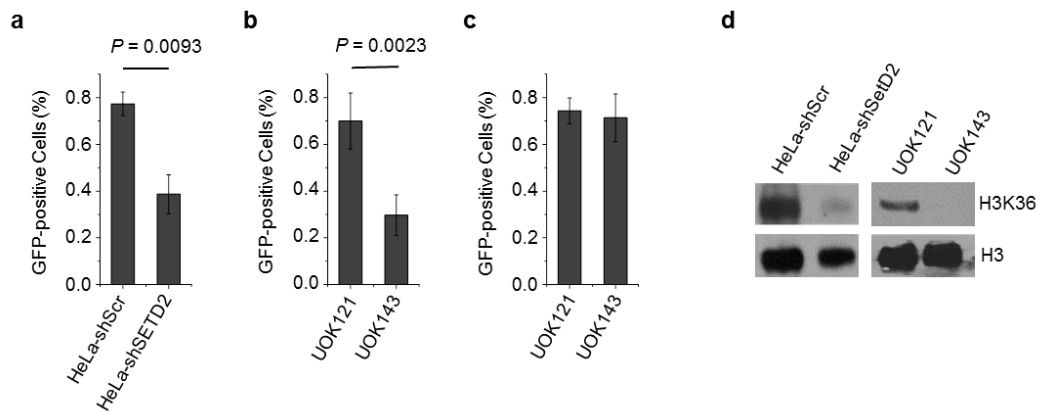 a
P = 0.0093
GFP-positive Cells (%)
0.8
0.6
0.4
0.2
0.0
HeLa-shScr
HeLa-shSETD2
b
P = 0.0023
GFP-positive Cells (%)
0.8
0.6
0.4
0.2
0.0
UOK121
UOK143
c
GFP-positive Cells (%)
0.8
0.6
0.4
0.2
0.0
UOK121
UOK143
d
HeLa-shScr
HeLa-shSetD2
UOK121
UOK143
H3K36
H3